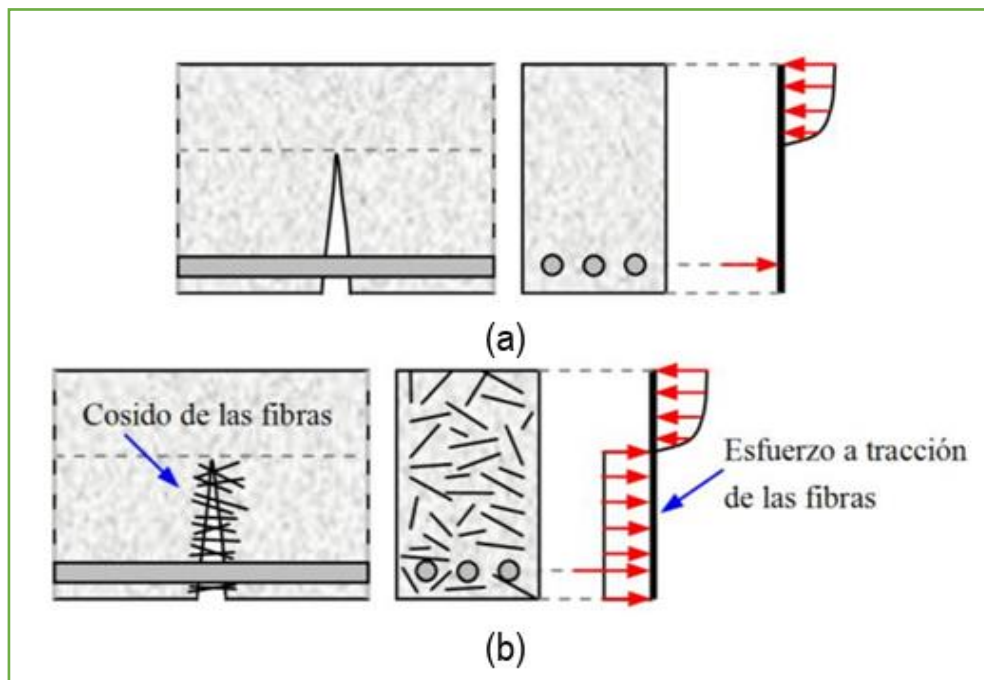 (a)
Cosido de las fibras
Esfuerzo a tracción
de las fibras
(b)